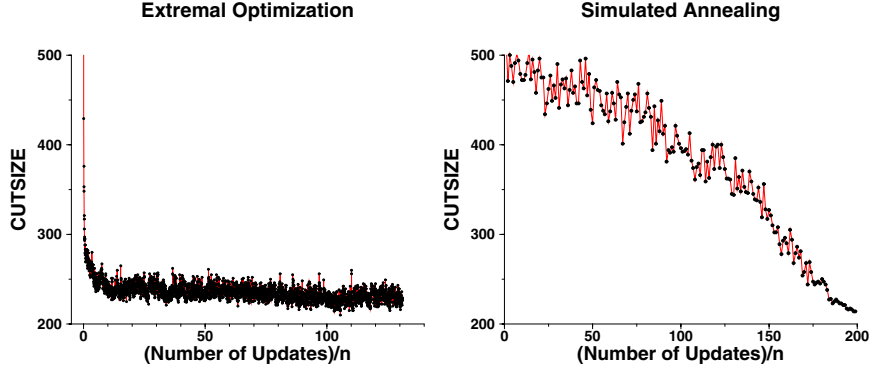 Extremal Optimization
500
400
300
200
CUTSIZE
0
50
100
(Number of Updates)/n
Simulated Annealing
500
400
300
200
CUTSIZE
0
50
100
150
200
(Number of Updates)/n